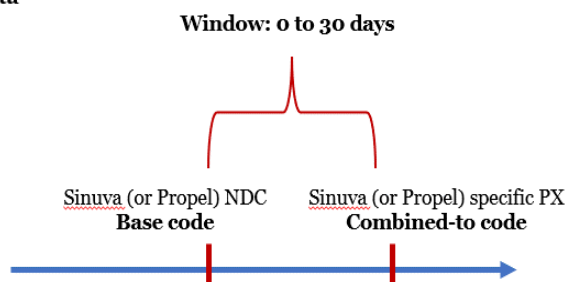 Window: 0 to 30 days
Sinuva (or Propel) NDC
Base code
Sinuva (or Propel) specific PX
Combined-to code